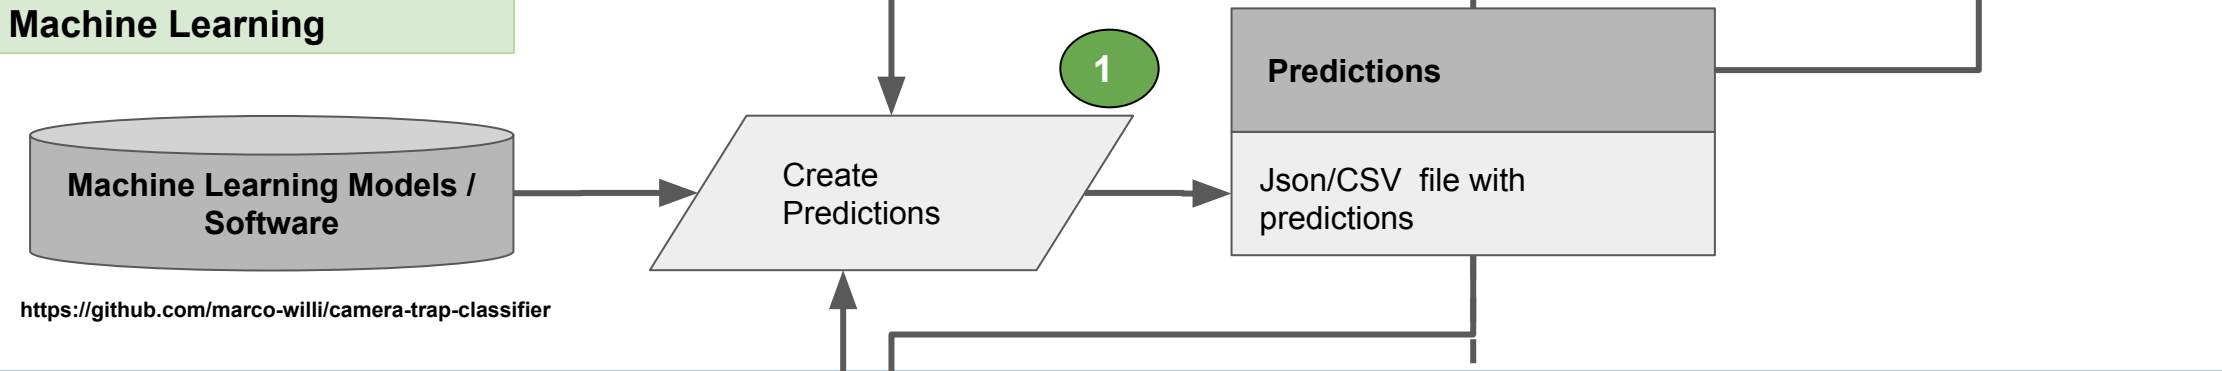 Machine Learning
1
Predictions
Machine Learning Models /
Software
Create
Predictions
Json/CSV  file with
predictions
https://github.com/marco-willi/camera-trap-classifier